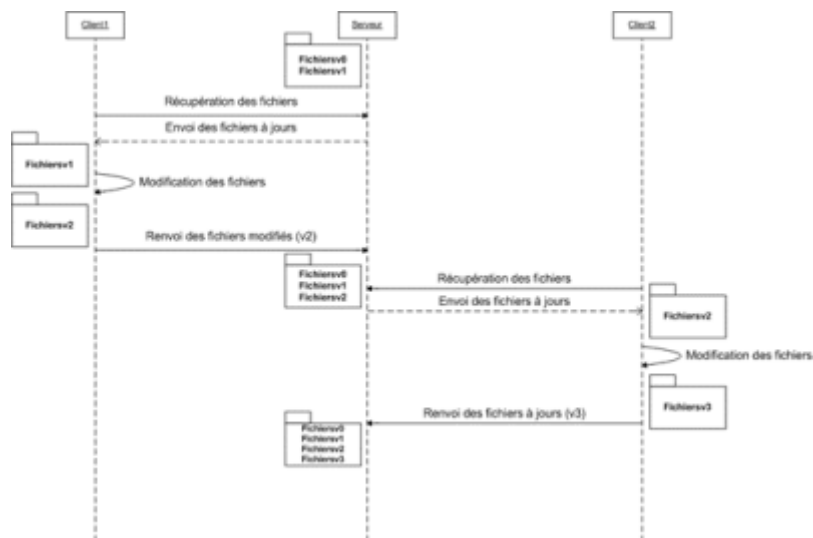 Client1
Serveur
Client2
Fichiersv0
Fichiersv1
Récupération des fichiers
Envoi des fichiers à jours
Fichiersv1
Modification des fichiers
Fichiersv2
Renvoi des fichiers modifiés (v2)
Fichiersv0
Fichiersv1
Fichiersv2
Récupération des fichiers
Envoi des fichiers à jours
Fichiersv2
Modification des fichiers
Fichiersv3
Renvoi des fichiers à jours (v3)
Fichiersv0
Fichiersv1
Fichiersv2
Fichiersv3